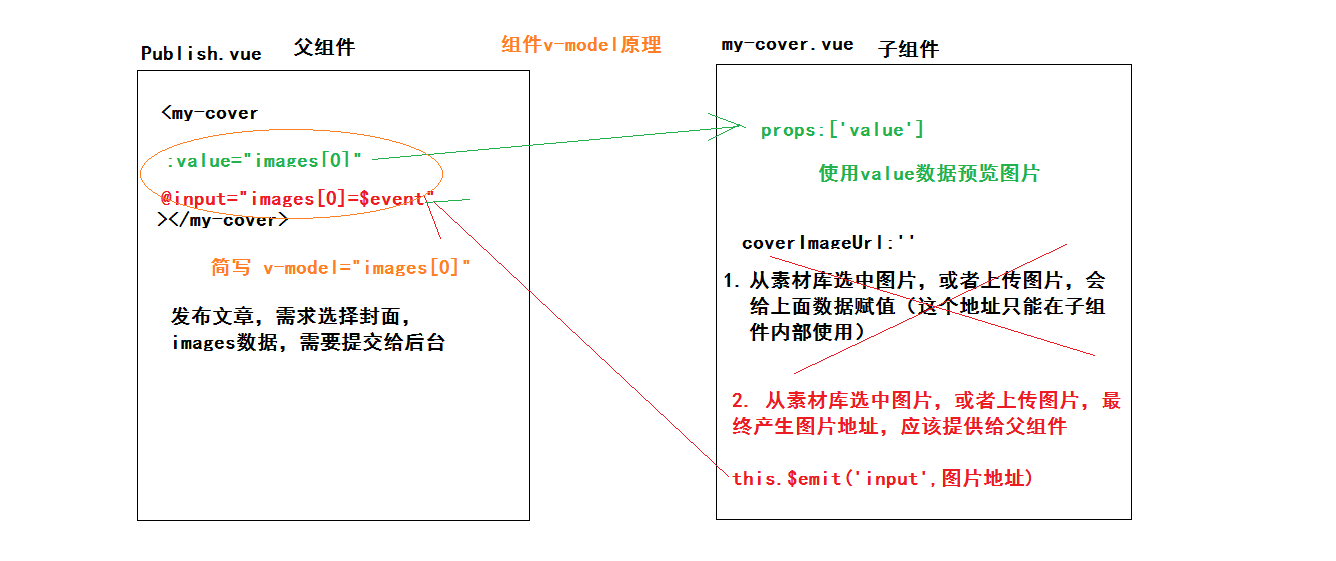 组件v-model原理
Publish.vue 父组件
<my-cover
:value="images[0]"
@input="images[0]=$event"
></my-cover>
简写 v-model="images[0]"
发布文章，需求选择封面，
images数据，需要提交给后台
my-cover.vue 子组件
props:['value']
使用value数据预览图片
coverImageUrl:''
1. 从素材库选中图片，或者上传图片，会
给上面数据赋值（这个地址只能在子组
件内部使用）
2. 从素材库选中图片，或者上传图片，最
终产生图片地址，应该提供给父组件
this.$emit('input',图片地址)